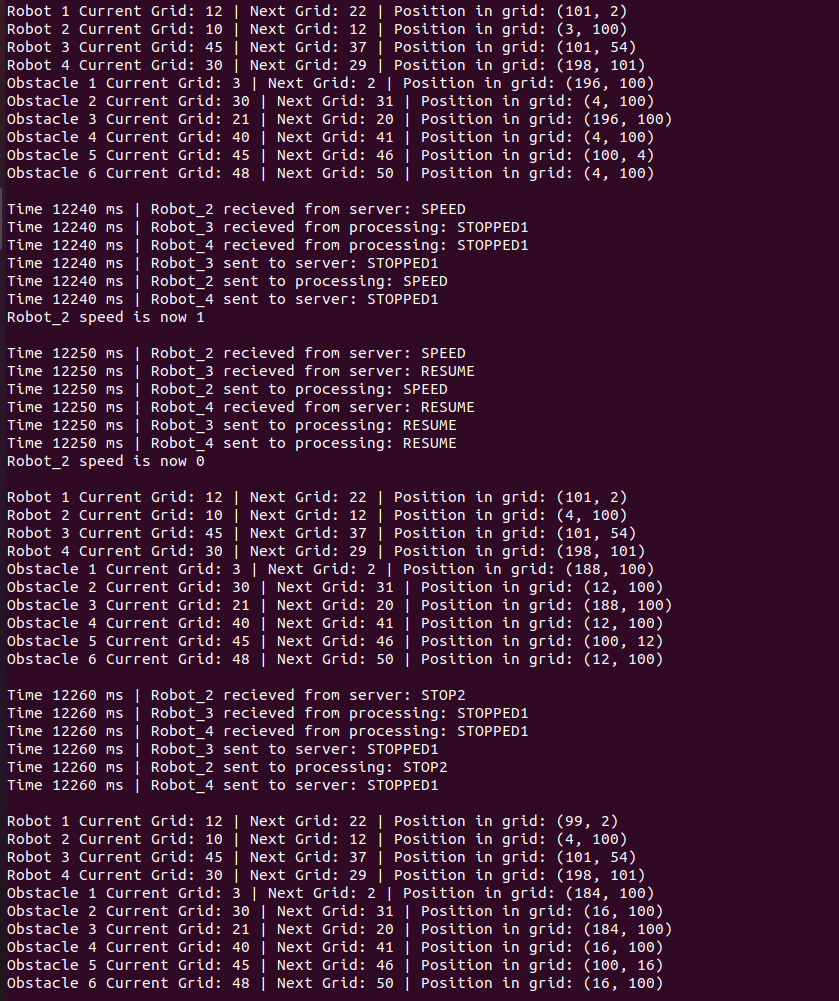 Robot 1 Current Grid: 12 | Next Grid: 22 | Position in grid: (101, 2)
Robot 2 Current Grid: 10 | Next Grid: 12 | Position in grid: (3, 100)
Robot 3 Current Grid: 45 | Next Grid: 37 | Position in grid: (101, 54)
Robot 4 Current Grid: 30 | Next Grid: 29 | Position in grid: (198, 101)
Obstacle 1 Current Grid: 3 | Next Grid: 2 | Position in grid: (196, 100)
Obstacle 2 Current Grid: 30 | Next Grid: 31 | Position in grid: (4, 100)
Obstacle 3 Current Grid: 21 | Next Grid: 20 | Position in grid: (196, 100)
Obstacle 4 Current Grid: 40 | Next Grid: 41 | Position in grid: (4, 100)
Obstacle 5 Current Grid: 45 | Next Grid: 46 | Position in grid: (100, 4)
Obstacle 6 Current Grid: 48 | Next Grid: 50 | Position in grid: (4, 100)
Time 12240 ms | Robot_2 recieved from server: SPEED
Time 12240 ms | Robot_3 recieved from processing: STOPPED1
Time 12240 ms | Robot_4 recieved from processing: STOPPED1
Time 12240 ms | Robot_3 sent to server: STOPPED1
Time 12240 ms | Robot_2 sent to processing: SPEED
Time 12240 ms | Robot_4 sent to server: STOPPED1
Robot_2 speed is now 1
Time 12250 ms | Robot_2 recieved from server: SPEED
Time 12250 ms | Robot_3 recieved from server: RESUME
Time 12250 ms | Robot_2 sent to processing: SPEED
Time 12250 ms | Robot_4 recieved from server: RESUME
Time 12250 ms | Robot_3 sent to processing: RESUME
Time 12250 ms | Robot_4 sent to processing: RESUME
Robot_2 speed is now 0
Robot 1 Current Grid: 12 | Next Grid: 22 | Position in grid: (101, 2)
Robot 2 Current Grid: 10 | Next Grid: 12 | Position in grid: (4, 100)
Robot 3 Current Grid: 45 | Next Grid: 37 | Position in grid: (101, 54)
Robot 4 Current Grid: 30 | Next Grid: 29 | Position in grid: (198, 101)
Obstacle 1 Current Grid: 3 | Next Grid: 2 | Position in grid: (188, 100)
Obstacle 2 Current Grid: 30 | Next Grid: 31 | Position in grid: (12, 100)
Obstacle 3 Current Grid: 21 | Next Grid: 20 | Position in grid: (188, 100)
Obstacle 4 Current Grid: 40 | Next Grid: 41 | Position in grid: (12, 100)
Obstacle 5 Current Grid: 45 | Next Grid: 46 | Position in grid: (100, 12)
Obstacle 6 Current Grid: 48 | Next Grid: 50 | Position in grid: (12, 100)
Time 12260 ms | Robot_2 recieved from server: STOP2
Time 12260 ms | Robot_3 recieved from processing: STOPPED1
Time 12260 ms | Robot_4 recieved from processing: STOPPED1
Time 12260 ms | Robot_3 sent to server: STOPPED1
Time 12260 ms | Robot_2 sent to processing: STOP2
Time 12260 ms | Robot_4 sent to server: STOPPED1
Robot 1 Current Grid: 12 | Next Grid: 22 | Position in grid: (99, 2)
Robot 2 Current Grid: 10 | Next Grid: 12 | Position in grid: (4, 100)
Robot 3 Current Grid: 45 | Next Grid: 37 | Position in grid: (101, 54)
Robot 4 Current Grid: 30 | Next Grid: 29 | Position in grid: (198, 101)
Obstacle 1 Current Grid: 3 | Next Grid: 2 | Position in grid: (184, 100)
Obstacle 2 Current Grid: 30 | Next Grid: 31 | Position in grid: (16, 100)
Obstacle 3 Current Grid: 21 | Next Grid: 20 | Position in grid: (184, 100)
Obstacle 4 Current Grid: 40 | Next Grid: 41 | Position in grid: (16, 100)
Obstacle 5 Current Grid: 45 | Next Grid: 46 | Position in grid: (100, 16)
Obstacle 6 Current Grid: 48 | Next Grid: 50 | Position in grid: (16, 100)